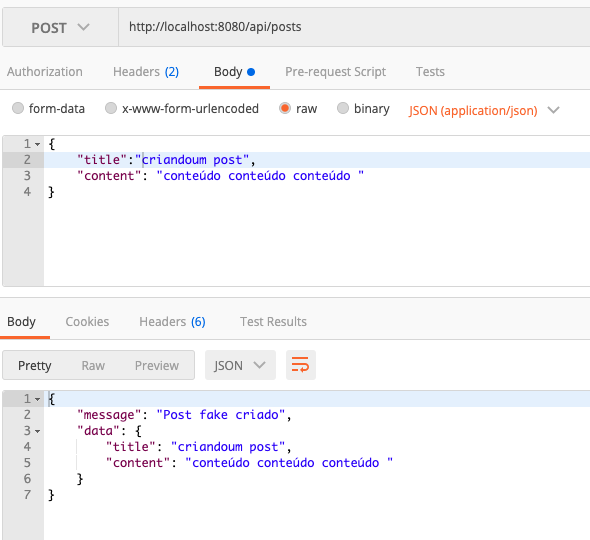 POST http://localhost:8080/api/posts
Authorization Headers (2) Body Pre-request Script Tests
form-data x-www-form-urlencoded raw binary JSON (application/json)
1 {
2 "title":"criandoum post",
3 "content": "conteúdo conteúdo conteúdo "
4 }
Body Cookies Headers (6) Test Results
Pretty Raw Preview JSON
1 {
2 "message": "Post fake criado",
3 "data": {
4 "title": "criandoum post",
5 "content": "conteúdo conteúdo conteúdo "
6 }
7 }